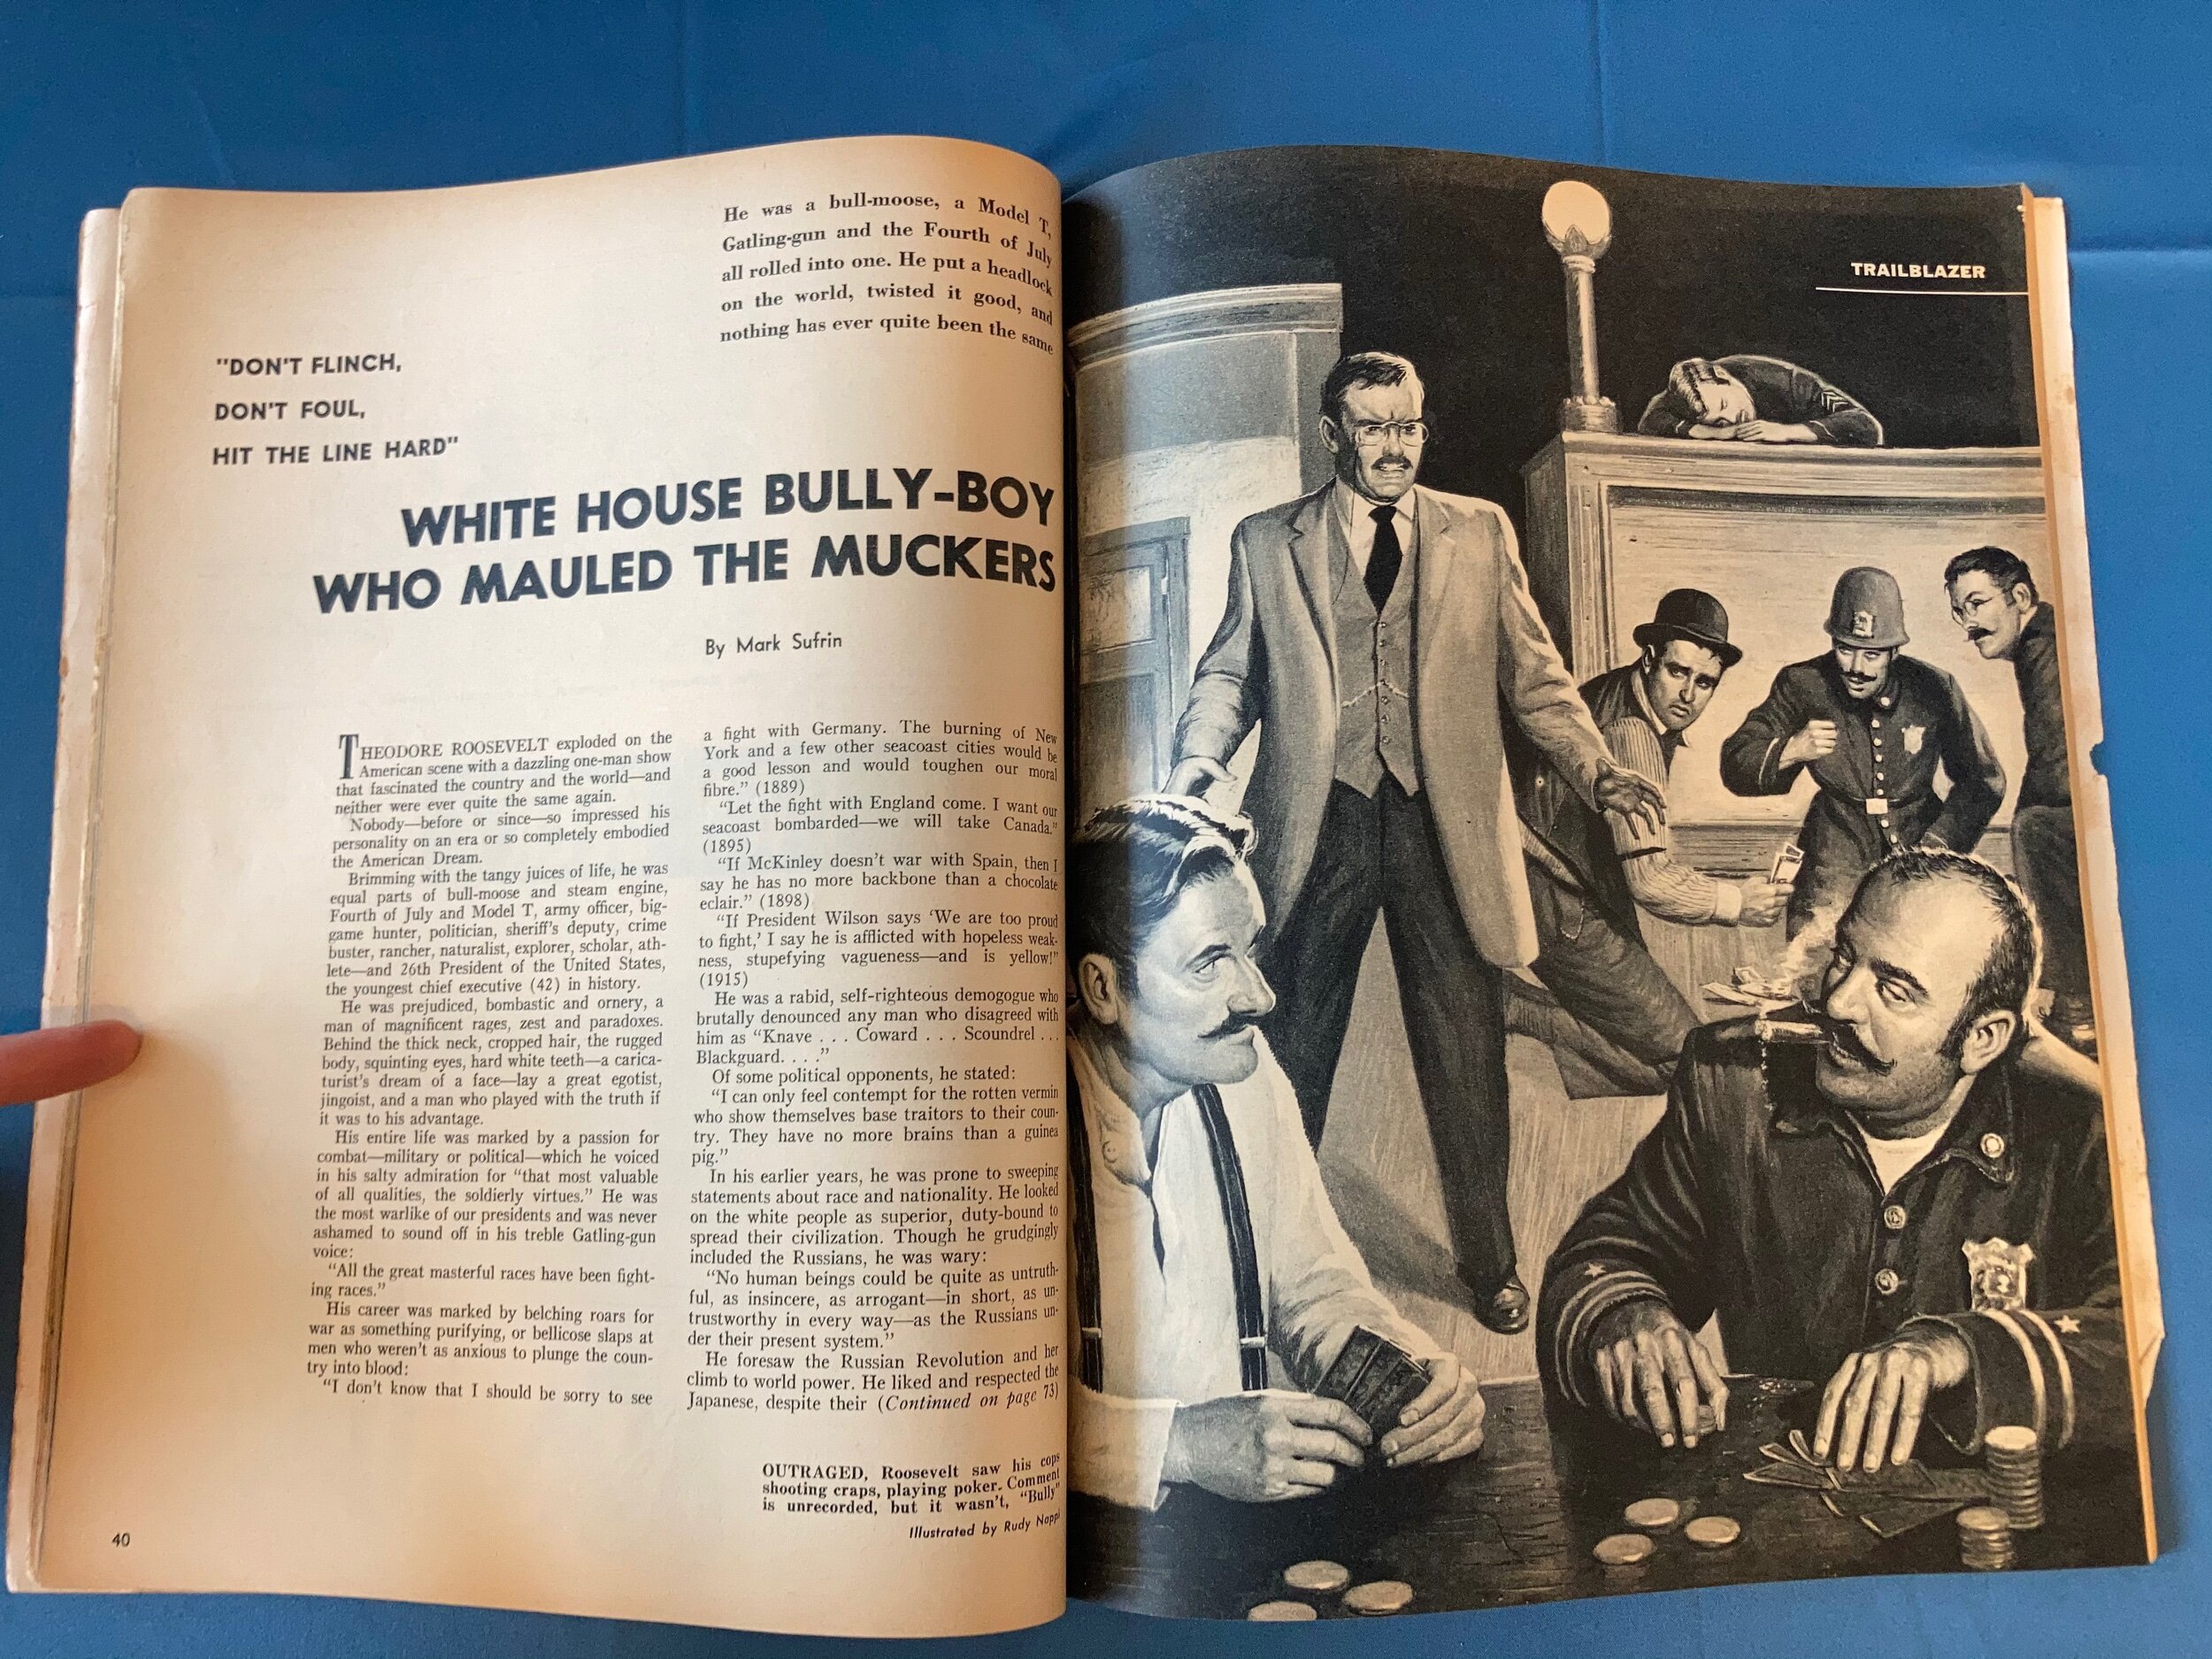 He was a bull-moose, a Model T,
Gatling-gun and the Fourth of July
all rolled into one. He put a headlock
on the world, twisted it good, and
nothing has ever quite been the same
"DON'T FLINCH,
DON'T FOUL,
HIT THE LINE HARD"
WHITE HOUSE BULLY-BOY
WHO MAULED THE MUCKERS
By Mark Sufrin
THEODORE ROOSEVELT exploded on the
American scene with a dazzling one-man show
that fascinated the country and the world—and
neither were ever quite the same again.
Nobody—before or since—so impressed his
personality on an era or so completely embodied
the American Dream.
Brimming with the tangy juices of life, he was
equal parts of bull-moose and steam engine,
Fourth of July and Model T, army officer, big-
game hunter, politician, sheriff's deputy, crime
buster, rancher, naturalist, explorer, scholar, ath-
lete—and 26th President of the United States,
the youngest chief executive (42) in history.
He was prejudiced, bombastic and ornery, a
man of magnificent rages, zest and paradoxes.
Behind the thick neck, cropped hair, the rugged
body, squinting eyes, hard white teeth—a carica-
turist's dream of a face—lay a great egotist,
jingoist, and a man who played with the truth if
it was to his advantage.
His entire life was marked by a passion for
combat—military or political—which he voiced
in his salty admiration for "that most valuable
of all qualities, the soldierly virtues." He was
the most warlike of our presidents and was never
ashamed to sound off in his treble Gatling-gun
voice:
"All the great masterful races have been fight-
ing races."
His career was marked by belching roars for
war as something purifying, or bellicose slaps at
men who weren't as anxious to plunge the coun-
try into blood:
"I don't know that I should be sorry to see
a fight with Germany. The burning of New
York and a few other seacoast cities would be
a good lesson and would toughen our moral
fibre." (1889)
"Let the fight with England come. I want our
seacoast bombarded—we will take Canada."
(1895)
"If McKinley doesn't war with Spain, then I
say he has no more backbone than a chocolate
eclair." (1898)
"If President Wilson says 'We are too proud
to fight,' I say he is afflicted with hopeless weak-
ness, stupefying vagueness—and is yellow!"
(1915)
He was a rabid, self-righteous demogogue who
brutally denounced any man who disagreed with
him as "Knave . . . Coward . . . Scoundrel . . .
Blackguard. . . ."
Of some political opponents, he stated:
"I can only feel contempt for the rotten vermin
who show themselves base traitors to their coun-
try. They have no more brains than a guinea
pig."
In his earlier years, he was prone to sweeping
statements about race and nationality. He looked
on the white people as superior, duty-bound to
spread their civilization. Though he grudgingly
included the Russians, he was wary:
"No human beings could be quite as untruth-
ful, as insincere, as arrogant—in short, as un-
trustworthy in every way—as the Russians un-
der their present system."
He foresaw the Russian Revolution and her
climb to world power. He liked and respected the
Japanese, despite their (Continued on page 73)
OUTRAGED, Roosevelt saw his cops
shooting craps, playing poker. Comment
is unrecorded, but it wasn't, "Bully"
Illustrated by Rudy Nappi
40
TRAILBLAZER